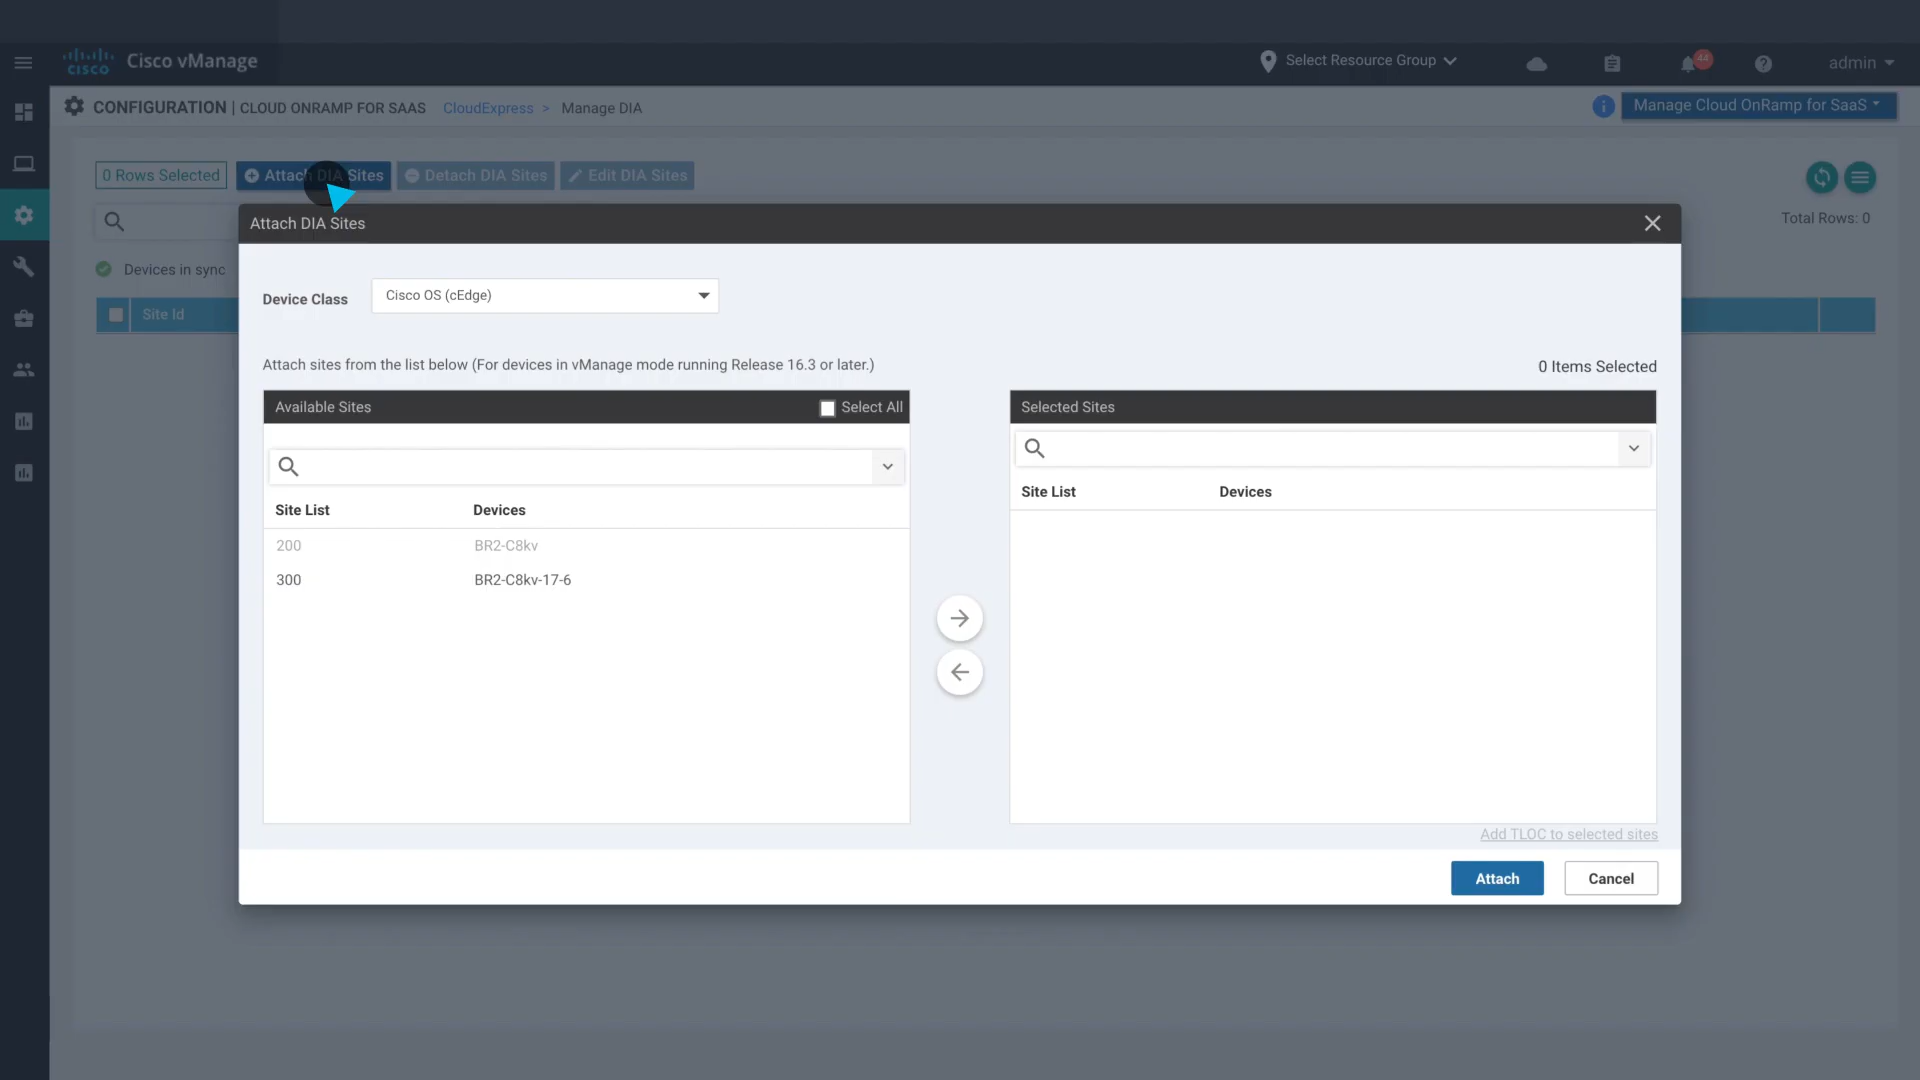 CISCO
Cisco vManage
Select Resource Group
44
admin
CONFIGURATION | CLOUD ONRAMP FOR SAAS CloudExpress > Manage DIA
Manage Cloud OnRamp for SaaS
0 Rows Selected
Attach DIA Sites
Detach DIA Sites
Edit DIA Sites
Total Rows: 0
Devices in sync
Site Id
Attach DIA Sites
Device Class
Cisco OS (cEdge)
Attach sites from the list below (For devices in vManage mode running Release 16.3 or later.)
0 Items Selected
Available Sites
Select All
Site List Devices
200 BR2-C8kv
300 BR2-C8kv-17-6
Selected Sites
Site List Devices
Add TLOC to selected sites
Attach
Cancel